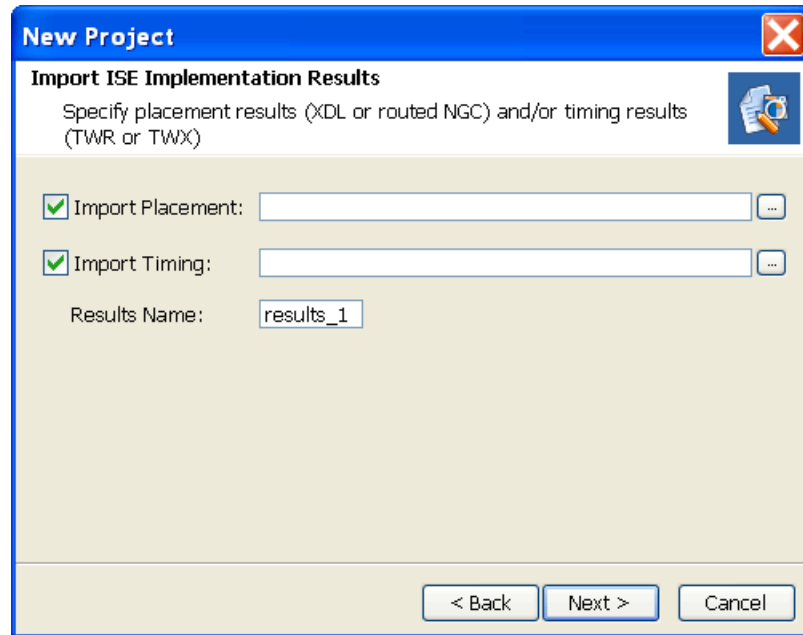 New Project
Import ISE Implementation Results
Specify placement results (XDL or routed NGC) and/or timing results
(TWR or TWX)
Import Placement:
...
Import Timing:
...
Results Name:
results_1
< Back
Next >
Cancel